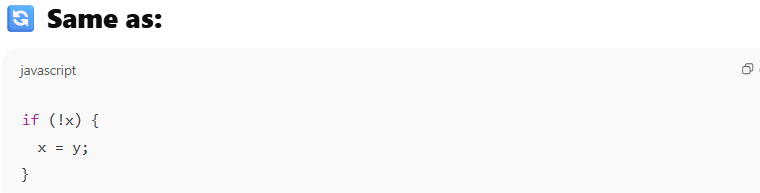 🔄 Same as:
javascript
if (!x) {
  x = y;
}